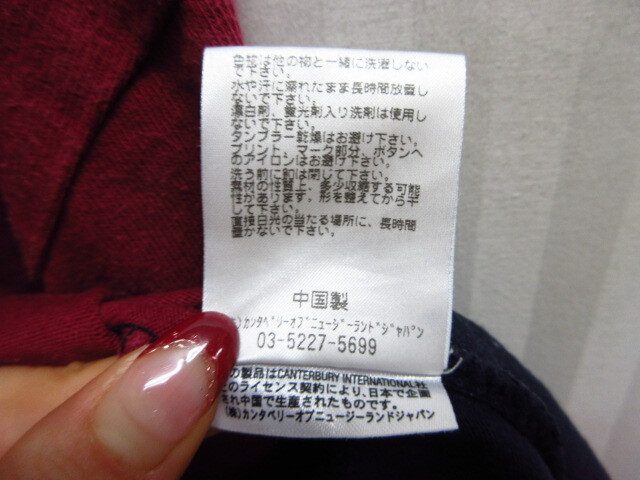 色物は他の物と一緒に洗濯しない
で下さい。
水や汗に濡れたまま長時間放置し
ないで下さい。
漂白剤、蛍光剤入り洗剤は使用し
ないで下さい。
タンブラー乾燥はお避け下さい。
プリント、マーク部分、ボタンへ
のアイロンはお避け下さい。
洗う前に釦は閉じて下さい。
素材の性質上、多少収縮する可能
性があります。形を整えてから干
して下さい。
直接日光の当たる場所に、長時間
置かないで下さい。
中国製
カンタベリーオブニュージーランドジャパン
03-5227-5699
の製品はCANTERBURY INTERNATIONAL社
とのライセンス契約により、日本で企画
され中国で生産されたものです。
(株)カンタベリーオブニュージーランドジャパン